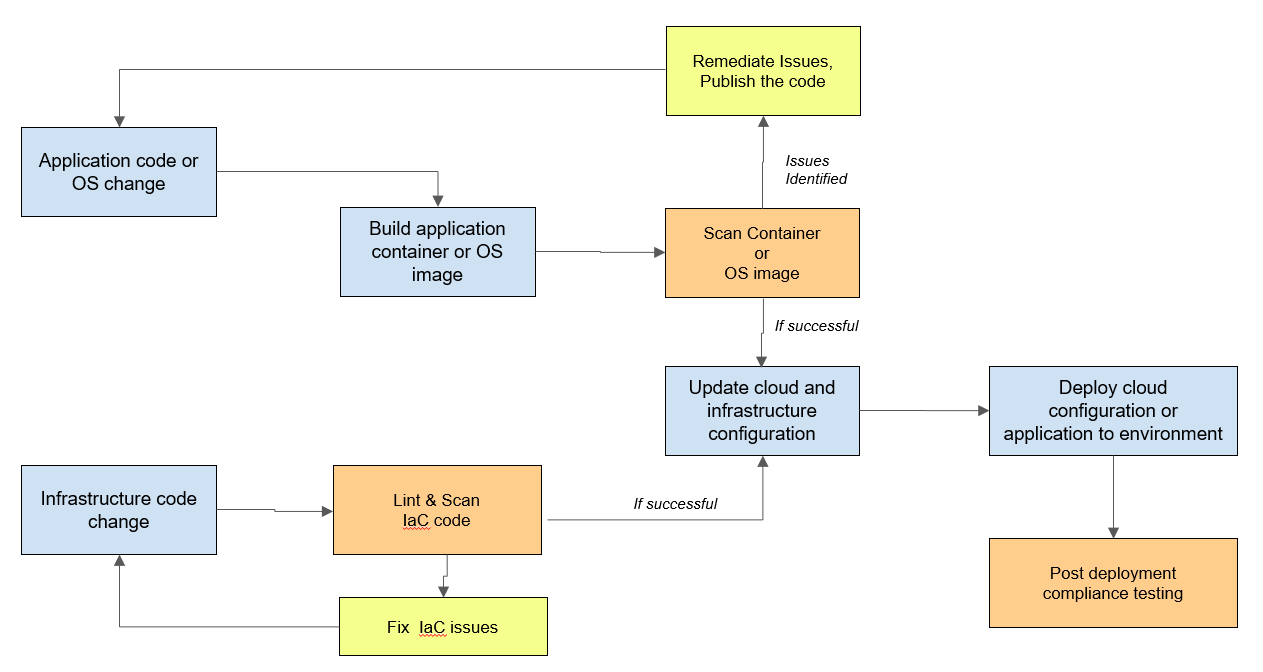 Remediate Issues,
Publish the code
Application code or
OS change
Issues
Identified
Build application
container or OS
image
Scan Container
or
OS image
If successful
Update cloud and
infrastructure
configuration
Deploy cloud
configuration or
application to environment
Infrastructure code
change
Lint & Scan
IaC code
If successful
Post deployment
compliance testing
Fix  IaC issues